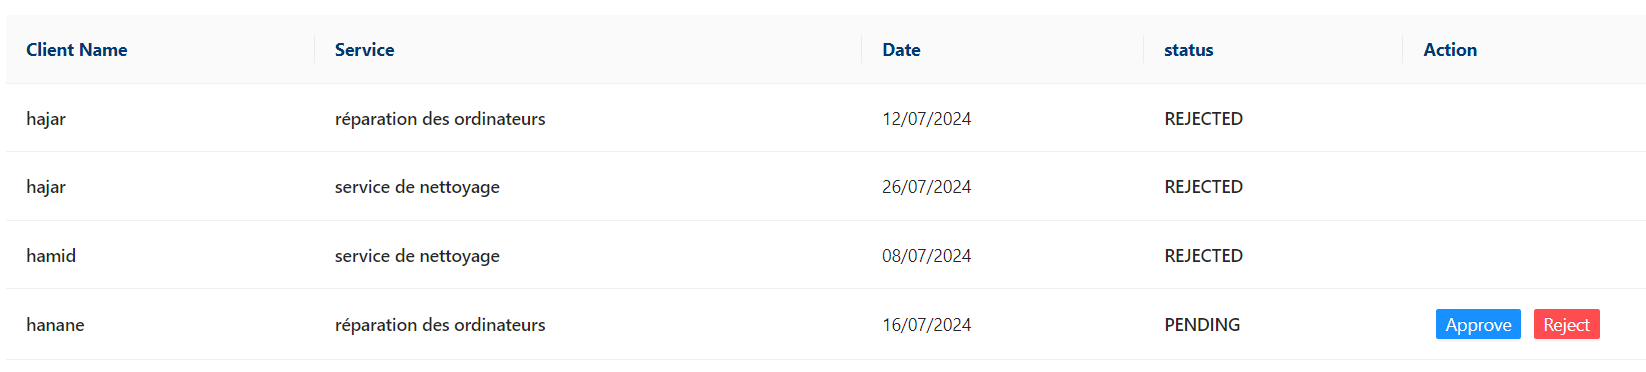 Client Name Service Date status Action
hajar réparation des ordinateurs 12/07/2024 REJECTED
hajar service de nettoyage 26/07/2024 REJECTED
hamid service de nettoyage 08/07/2024 REJECTED
hanane réparation des ordinateurs 16/07/2024 PENDING Approve Reject